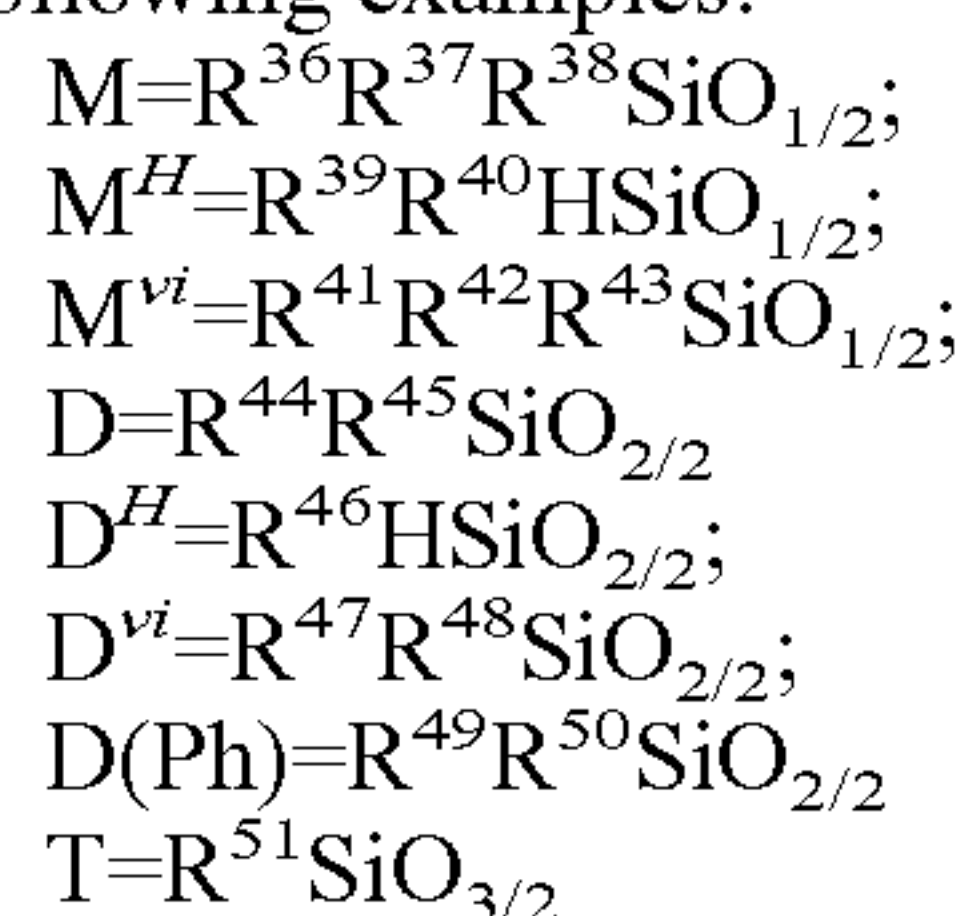 following examples:
M=R³⁶R³⁷R³⁸SiO₁/₂;
Mᴴ=R³⁹R⁴⁰HSiO₁/₂;
Mᵛⁱ=R⁴¹R⁴²R⁴³SiO₁/₂;
D=R⁴⁴R⁴⁵SiO₂/₂
Dᴴ=R⁴⁶HSiO₂/₂;
Dᵛⁱ=R⁴⁷R⁴⁸SiO₂/₂;
D(Ph)=R⁴⁹R⁵⁰SiO₂/₂
T=R⁵¹SiO₃/₂